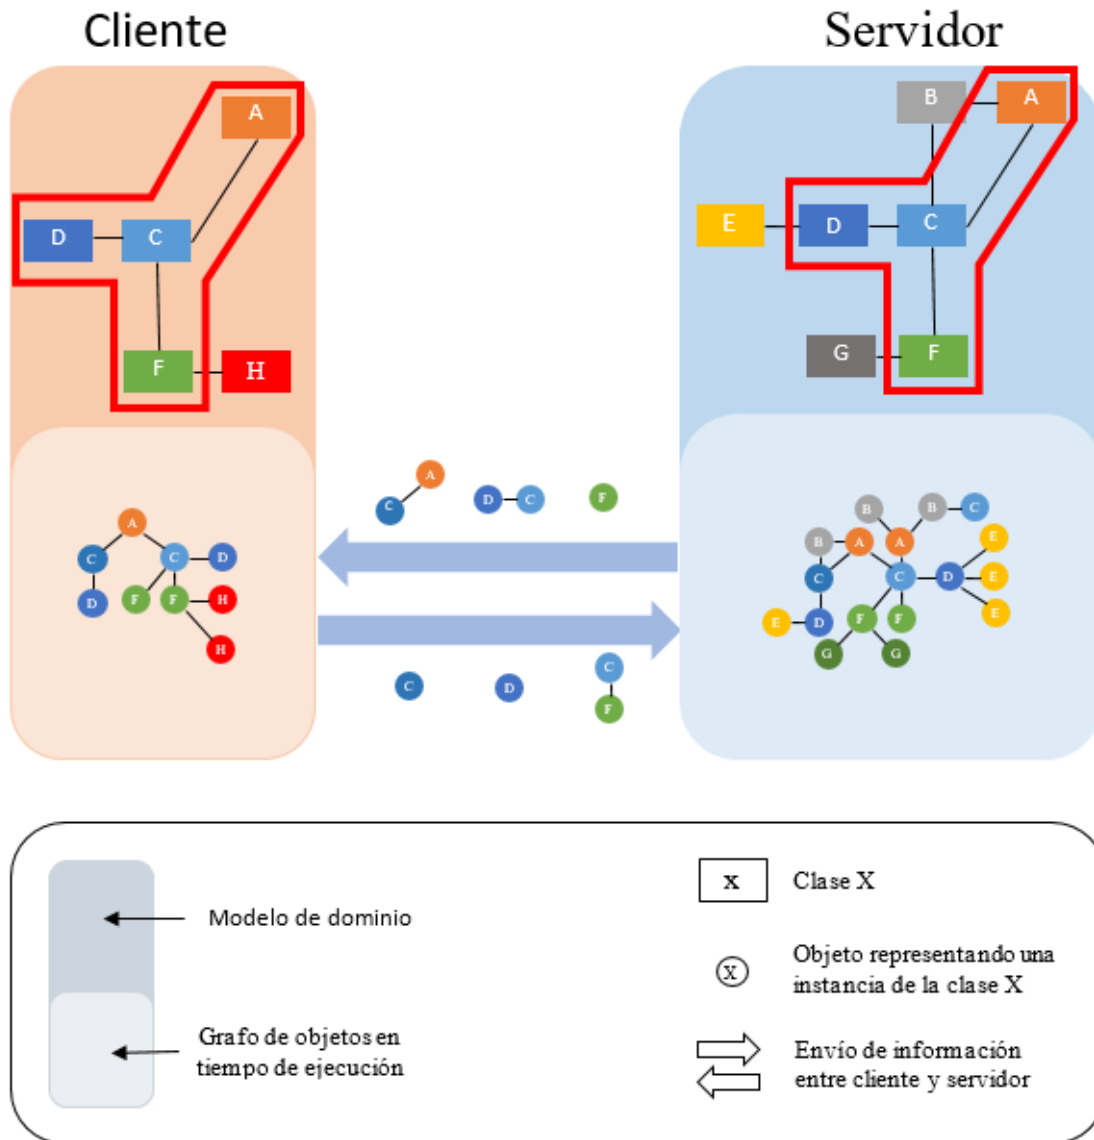 Cliente
Servidor
A
B
A
D
C
E
D
C
F
H
G
F
A
C
D
C
F
A
C
C
D
D
F
F
H
H
B
B
C
B
A
A
E
C
C
D
E
E
E
D
F
F
G
G
C
D
C
F
Modelo de dominio
Grafo de objetos en
tiempo de ejecución
x
Clase X
X
Objeto representando una
instancia de la clase X
Envío de información
entre cliente y servidor